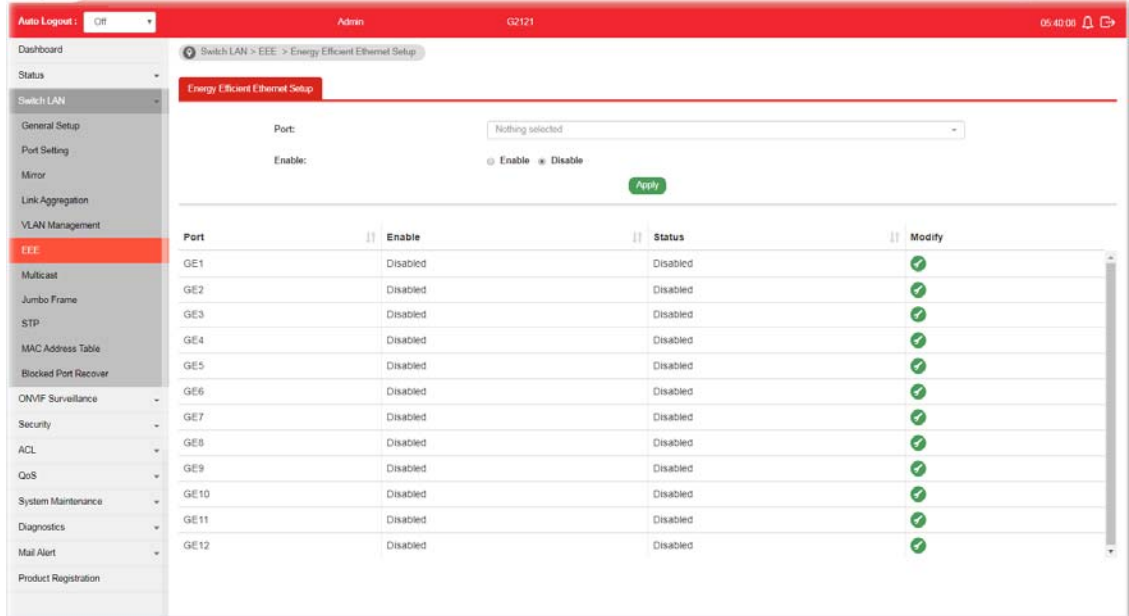 Auto Logout : Off Admin G2121 05:40:08
Dashboard
Status
Switch LAN
General Setup
Port Setting
Mirror
Link Aggregation
VLAN Management
EEE
Multicast
Jumbo Frame
STP
MAC Address Table
Blocked Port Recover
ONVIF Surveillance
Security
ACL
QoS
System Maintenance
Diagnostics
Mail Alert
Product Registration
Switch LAN > EEE > Energy Efficient Ethernet Setup
Energy Efficient Ethernet Setup
Port: Nothing selected
Enable: Enable Disable
Apply
Port Enable Status Modify
GE1 Disabled Disabled
GE2 Disabled Disabled
GE3 Disabled Disabled
GE4 Disabled Disabled
GE5 Disabled Disabled
GE6 Disabled Disabled
GE7 Disabled Disabled
GE8 Disabled Disabled
GE9 Disabled Disabled
GE10 Disabled Disabled
GE11 Disabled Disabled
GE12 Disabled Disabled